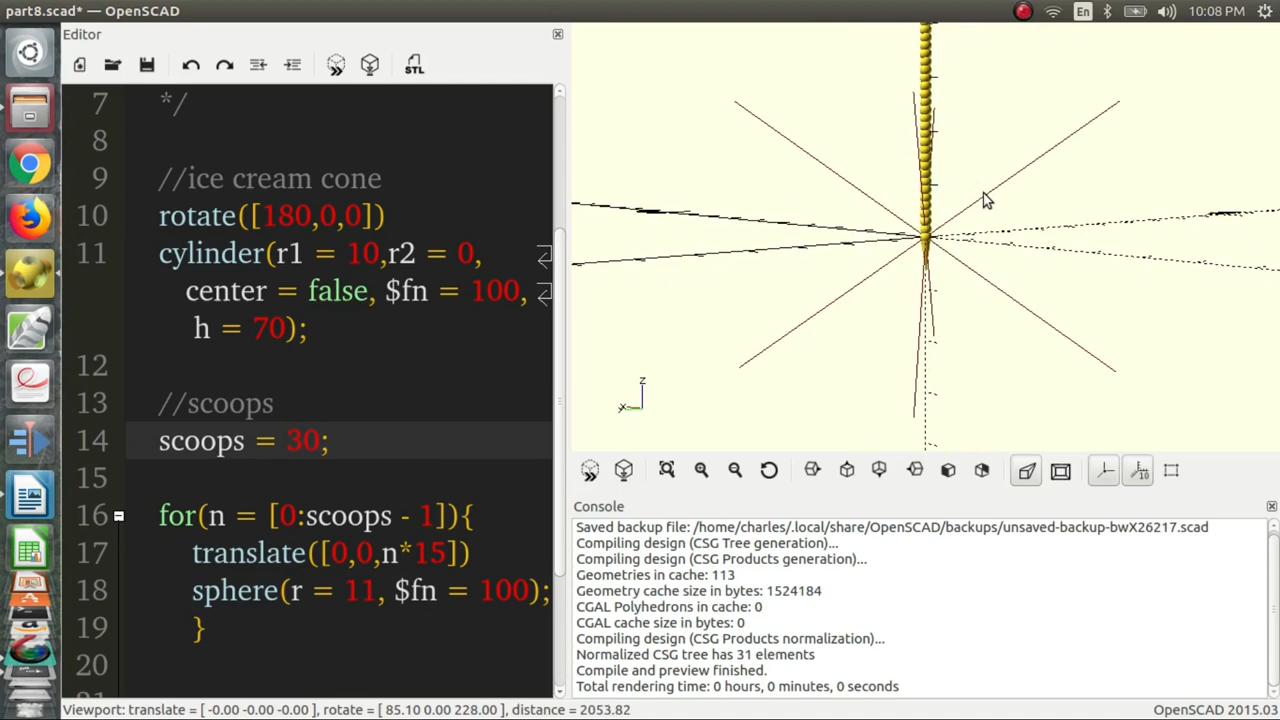 part8.scad* — OpenSCAD
En
10:08 PM
Editor
STL
7 */
8
9 //ice cream cone
10 rotate([180,0,0])
11 cylinder(r1 = 10,r2 = 0,
center = false, $fn = 100,
h = 70);
12
13 //scoops
14 scoops = 30;
15
16 for(n = [0:scoops - 1]){
17 translate([0,0,n*15])
18 sphere(r = 11, $fn = 100);
19 }
20
z
x
10
Console
Saved backup file: /home/charles/.local/share/OpenSCAD/backups/unsaved-backup-bwX26217.scad
Compiling design (CSG Tree generation)...
Compiling design (CSG Products generation)...
Geometries in cache: 113
Geometry cache size in bytes: 1524184
CGAL Polyhedrons in cache: 0
CGAL cache size in bytes: 0
Compiling design (CSG Products normalization)...
Normalized CSG tree has 31 elements
Compile and preview finished.
Total rendering time: 0 hours, 0 minutes, 0 seconds
Viewport: translate = [ -0.00 -0.00 -0.00 ], rotate = [ 85.10 0.00 228.00 ], distance = 2053.82
OpenSCAD 2015.03